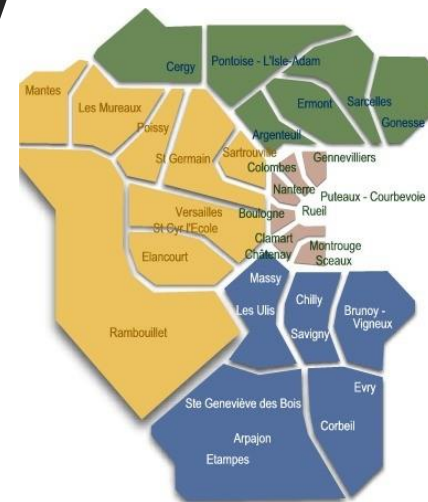 Cergy
Pontoise - L'Isle-Adam
Mantes
Les Mureaux
Ermont
Sarcelles
Gonesse
Poissy
Argenteuil
St Germain
Sartrouville
Gennevilliers
Colombes
Nanterre
Puteaux - Courbevoie
Versailles
Boulogne
Rueil
St Cyr l'Ecole
Clamart
Montrouge
Elancourt
Châtenay
Sceaux
Massy
Chilly
Les Ulis
Brunoy -
Vigneux
Rambouillet
Savigny
Evry
Ste Geneviève des Bois
Corbeil
Arpajon
Etampes